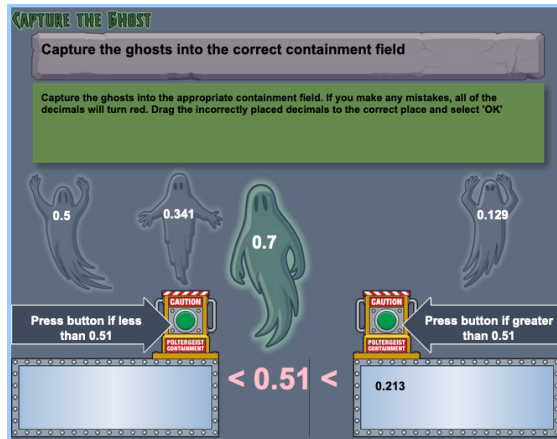 CAPTURE THE GHOST
Capture the ghosts into the correct containment field
Capture the ghosts into the appropriate containment field. If you make any mistakes, all of the
decimals will turn red. Drag the incorrectly placed decimals to the correct place and select 'OK'
0.5
0.341
0.7
0.129
CAUTION
CAUTION
Press button if less
than 0.51
Press button if greater
than 0.51
POLTERGEIST
CONTAINMENT
POLTERGEIST
CONTAINMENT
< 0.51 <
0.213